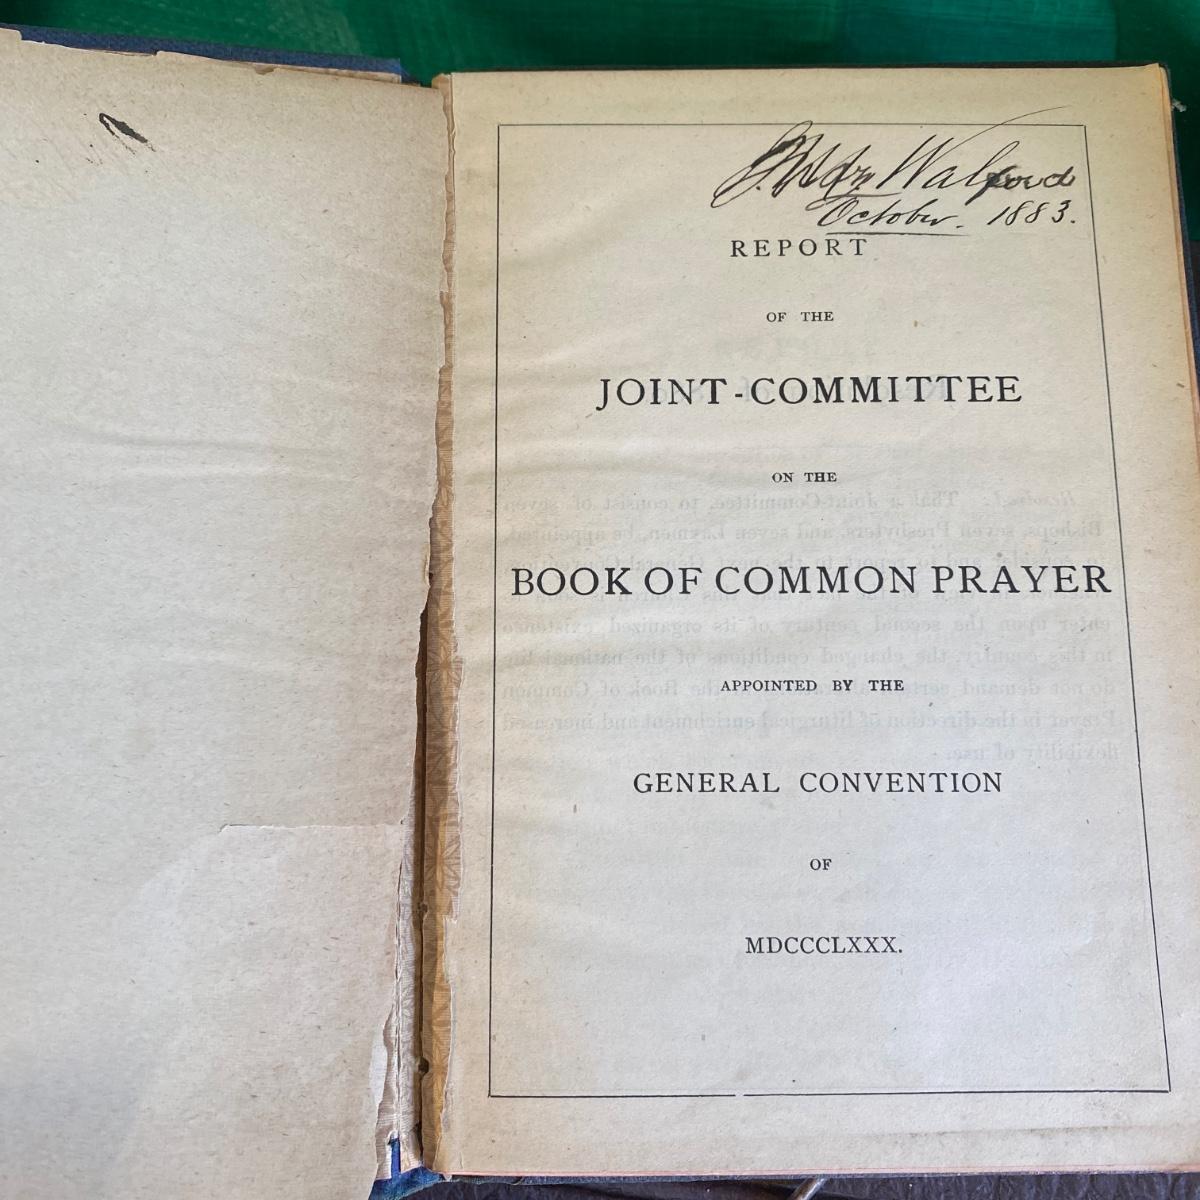 Walford
October. 1883.
REPORT
OF THE
JOINT-COMMITTEE
ON THE
BOOK OF COMMON PRAYER
APPOINTED BY THE
GENERAL CONVENTION
OF
MDCCCLXXX.